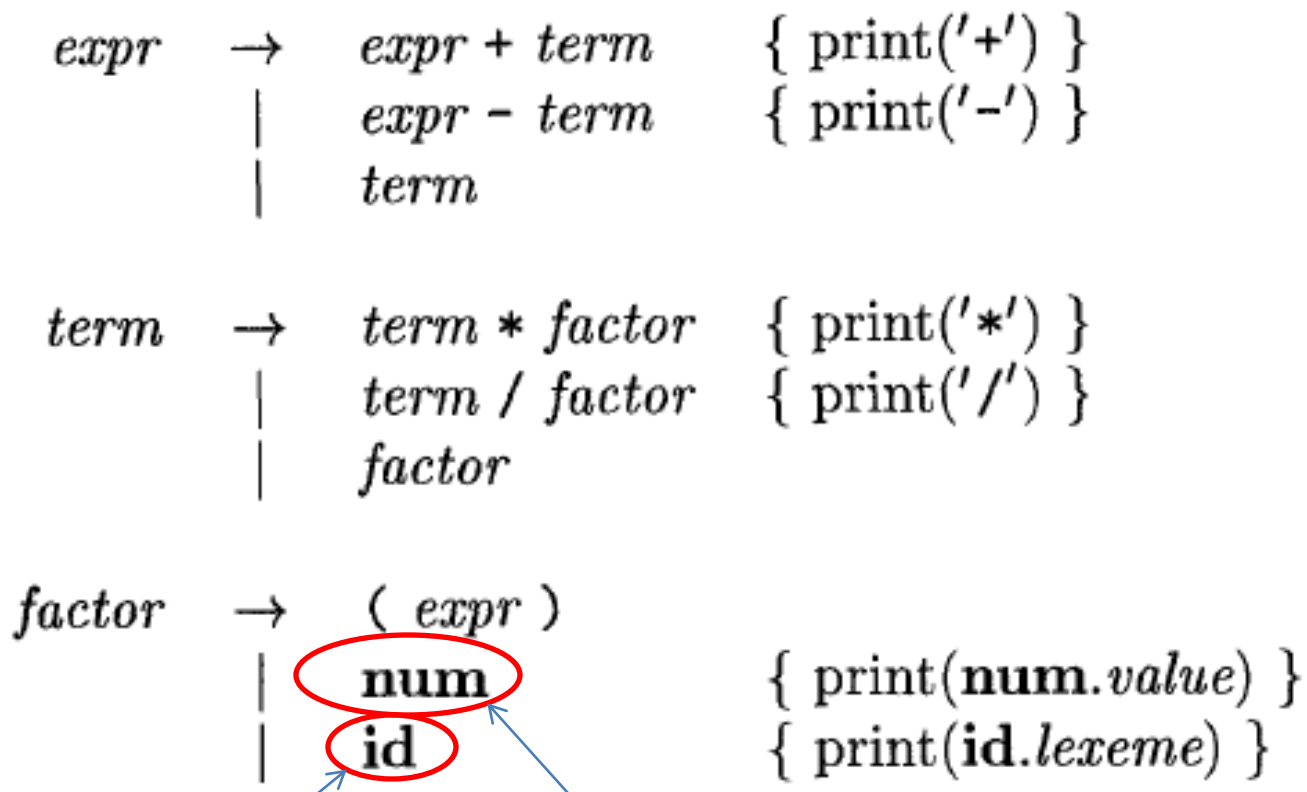 expr → expr + term { print('+') }
| expr - term { print('-') }
| term
term → term * factor { print('*') }
| term / factor { print('/') }
| factor
factor → ( expr )
| num { print(num.value) }
| id { print(id.lexeme) }